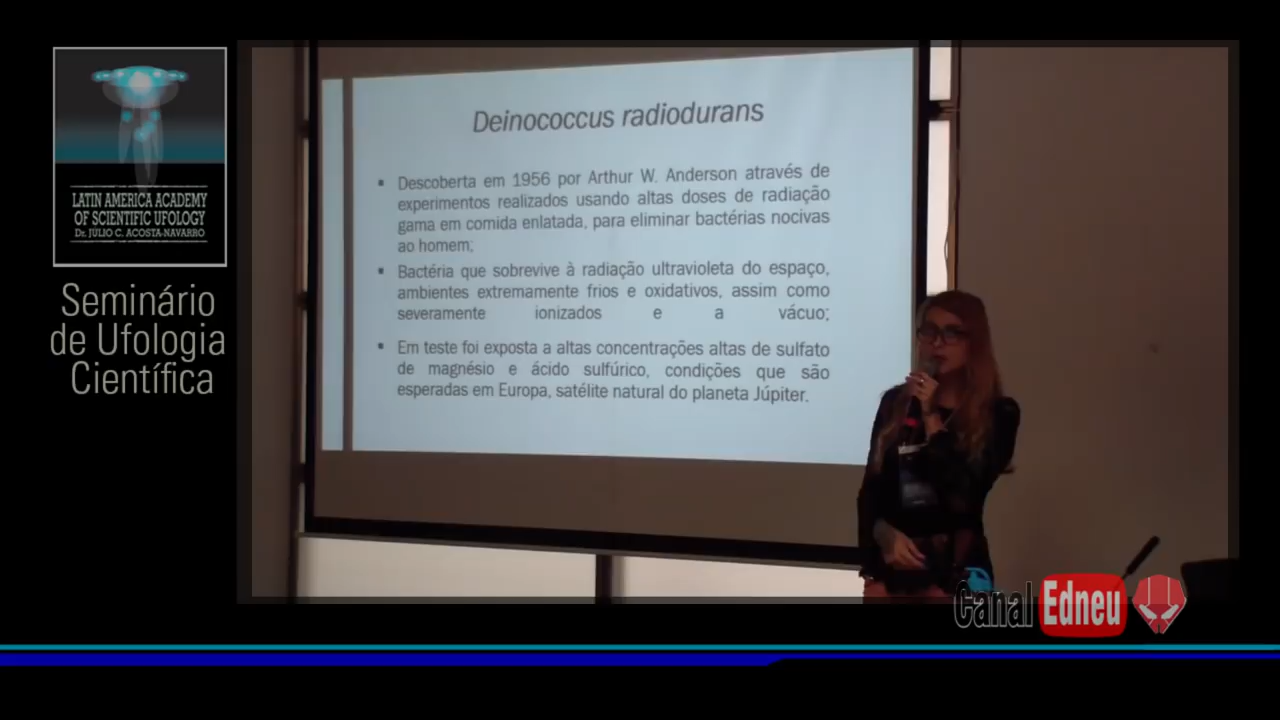 LATIN AMERICA ACADEMY
OF SCIENTIFIC UFOLOGY
Dr. JÚLIO C. ACOSTA-NAVARRO
Seminário
de Ufologia
Científica
Deinococcus radiodurans
▪ Descoberta em 1956 por Arthur W. Anderson através de
experimentos realizados usando altas doses de radiação
gama em comida enlatada, para eliminar bactérias nocivas
ao homem;
▪ Bactéria que sobrevive à radiação ultravioleta do espaço,
ambientes extremamente frios e oxidativos, assim como
severamente ionizados e a vácuo;
▪ Em teste foi exposta a altas concentrações altas de sulfato
de magnésio e ácido sulfúrico, condições que são
esperadas em Europa, satélite natural do planeta Júpiter.
Canal Edneu